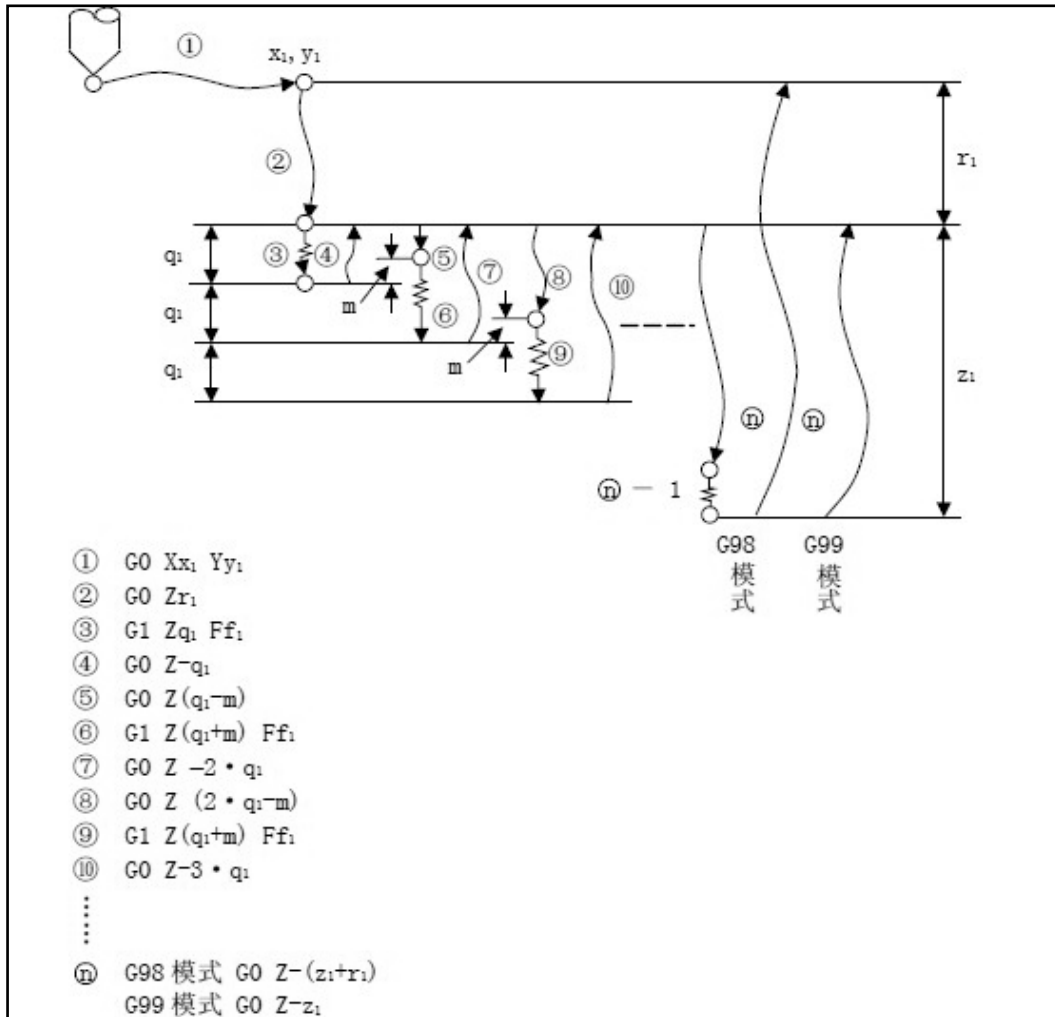 ①
x₁, y₁
②
r₁
q₁
③
④
⑤
m
⑦
⑧
⑩
q₁
⑥
m
⑨
q₁
z₁
ⓝ
ⓝ
ⓝ − 1
G98
模
式
G99
模
式
① G0 Xx₁ Yy₁
② G0 Zr₁
③ G1 Zq₁ Ff₁
④ G0 Z-q₁
⑤ G0 Z(q₁-m)
⑥ G1 Z(q₁+m) Ff₁
⑦ G0 Z −2・q₁
⑧ G0 Z (2・q₁-m)
⑨ G1 Z(q₁+m) Ff₁
⑩ G0 Z-3・q₁
ⓝ G98 模式 G0 Z-(z₁+r₁)
G99 模式 G0 Z-z₁